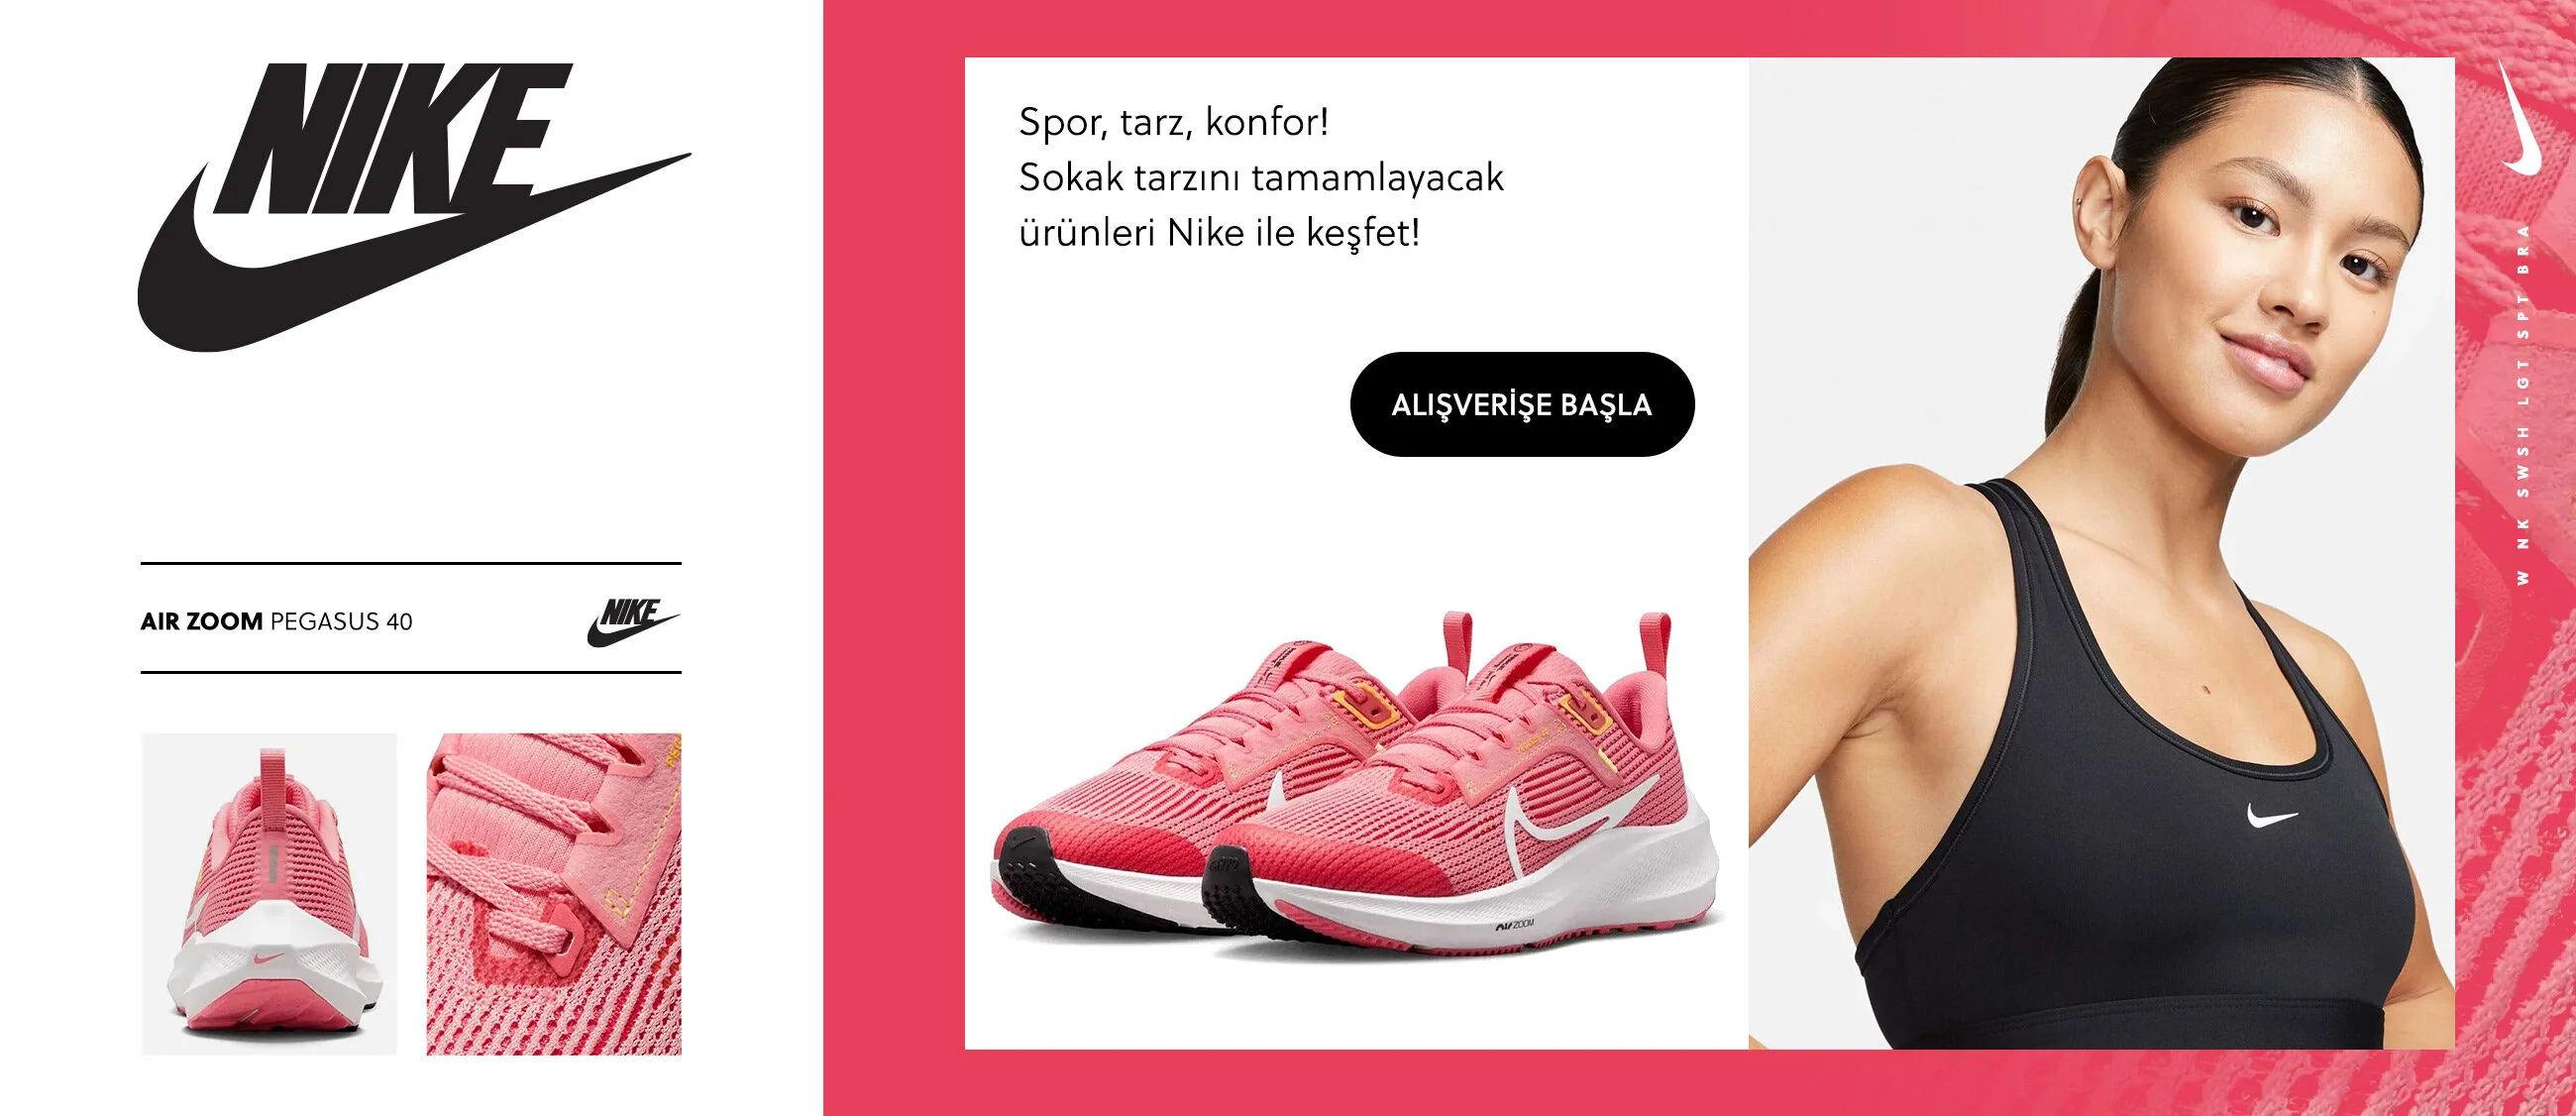 NIKE
AIR ZOOM PEGASUS 40
NIKE
Spor, tarz, konfor!
Sokak tarzını tamamlayacak
ürünleri Nike ile keşfet!
ALIŞVERİŞE BAŞLA
ZOOM
W NK SWSH LGT SPT BRA